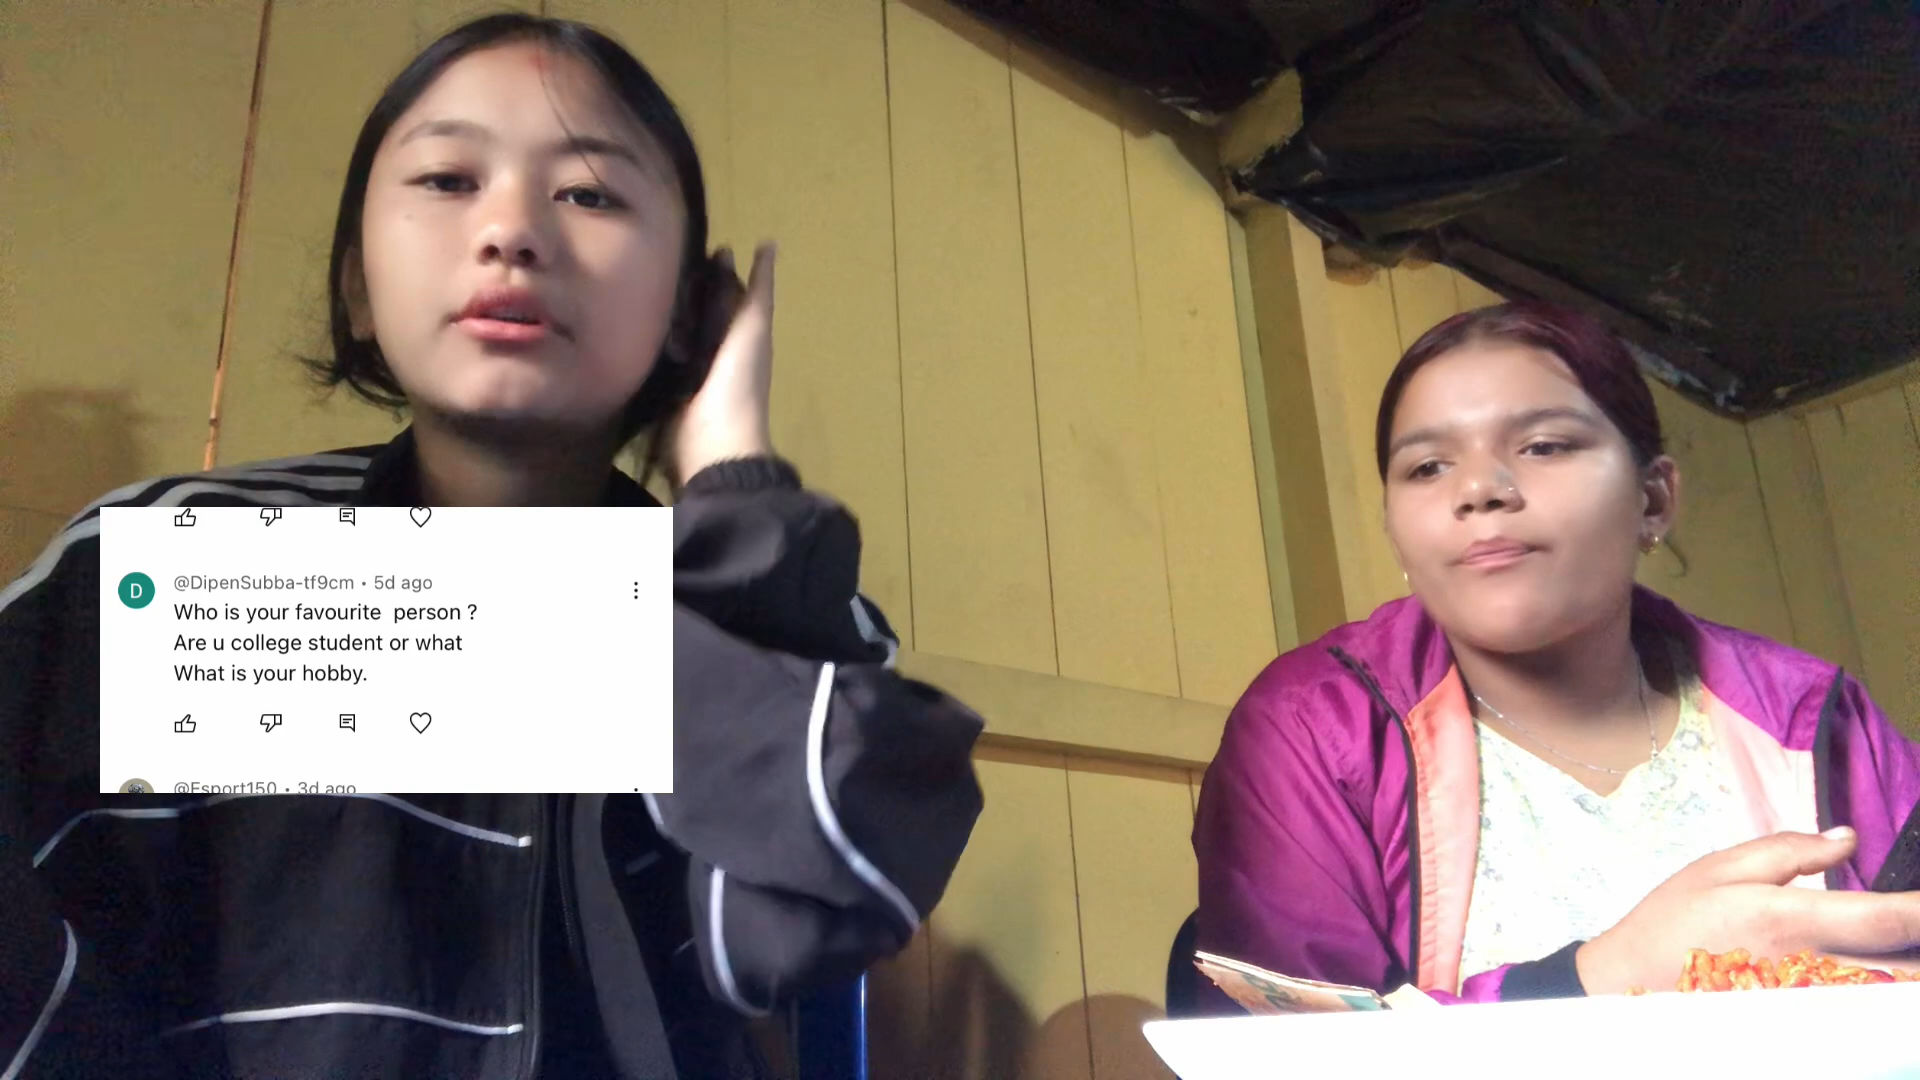 @DipenSubba-tf9cm • 5d ago
Who is your favourite person ?
Are u college student or what
What is your hobby.
@Esport150 • 3d ago